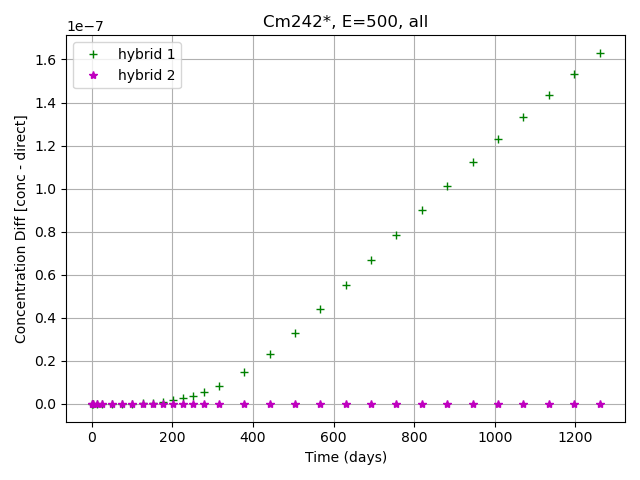 Cm242*, E=500, all
1e−7
hybrid 1
hybrid 2
1.6
1.4
1.2
1.0
0.8
0.6
0.4
0.2
0.0
Concentration Diff [conc - direct]
0 200 400 600 800 1000 1200
Time (days)